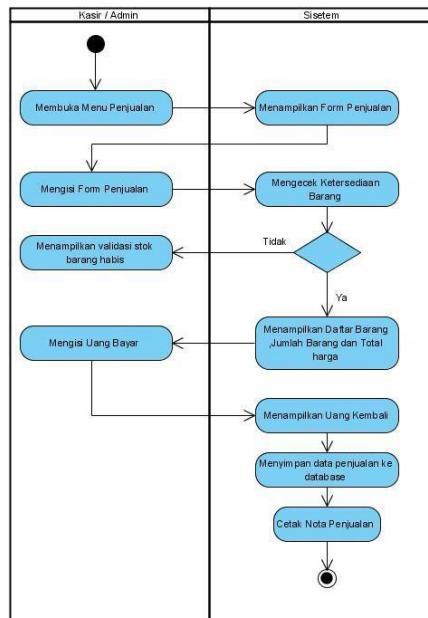 Kasir / Admin
Sisetem
Membuka Menu Penjualan
Menampilkan Form Penjualan
Mengisi Form Penjualan
Mengecek Ketersediaan
Barang
Menampilkan validasi stok
barang habis
Tidak
Ya
Mengisi Uang Bayar
Menampilkan Daftar Barang
,Jumlah Barang dan Total
harga
Menampilkan Uang Kembali
Menyimpan data penjualan ke
database
Cetak Nota Penjualan